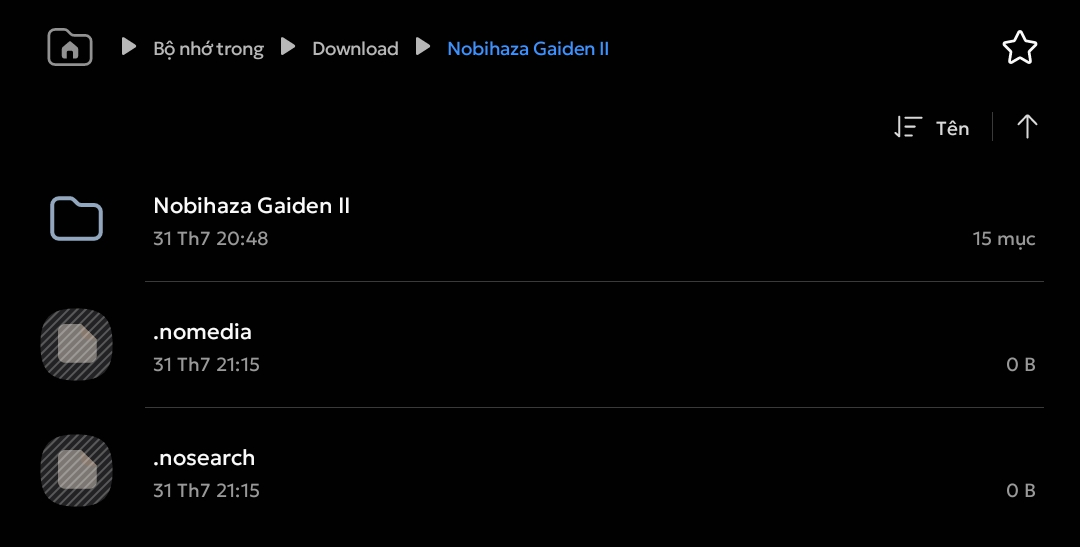 Bộ nhớ trong Download Nobihaza Gaiden II
Tên
Nobihaza Gaiden II
31 Th7 20:48
15 mục
.nomedia
31 Th7 21:15
0 B
.nosearch
31 Th7 21:15
0 B